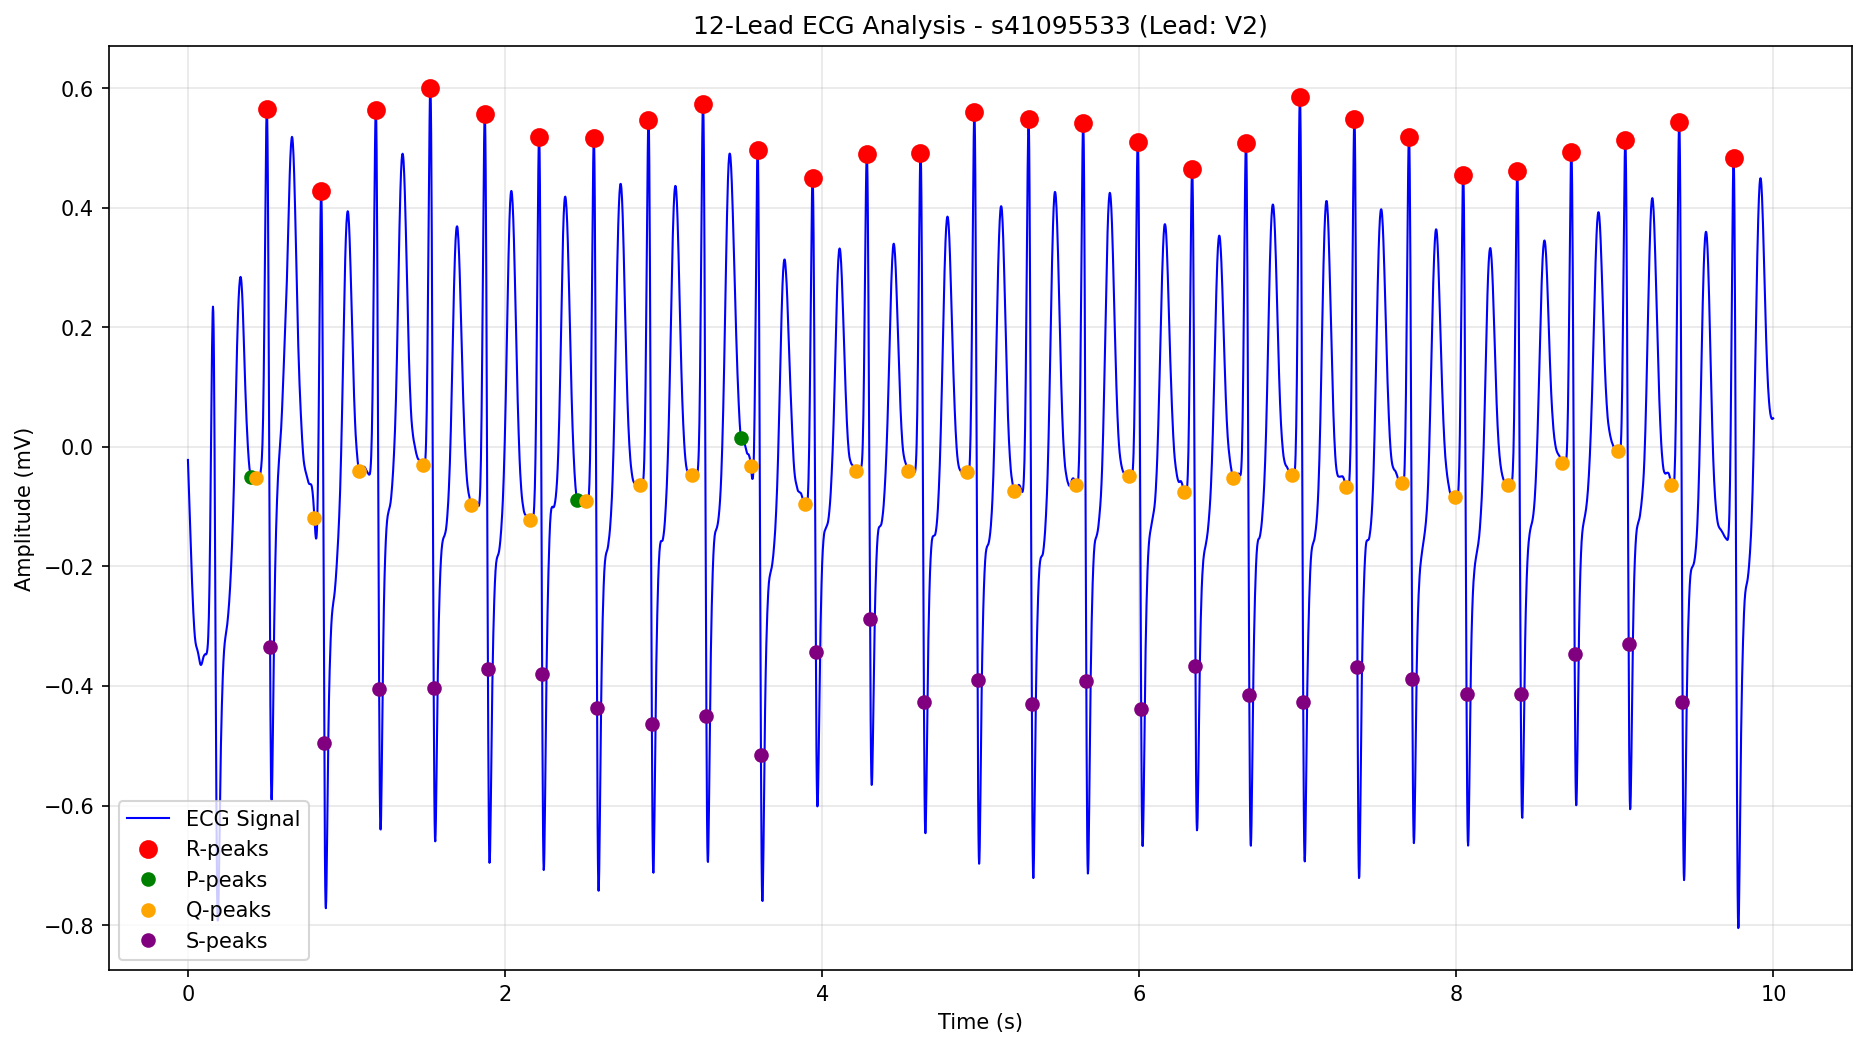 12-Lead ECG Analysis - s41095533 (Lead: V2)
Amplitude (mV)
0.6
0.4
0.2
0.0
−0.2
−0.4
−0.6
−0.8
ECG Signal
R-peaks
P-peaks
Q-peaks
S-peaks
0 2 4 6 8 10
Time (s)